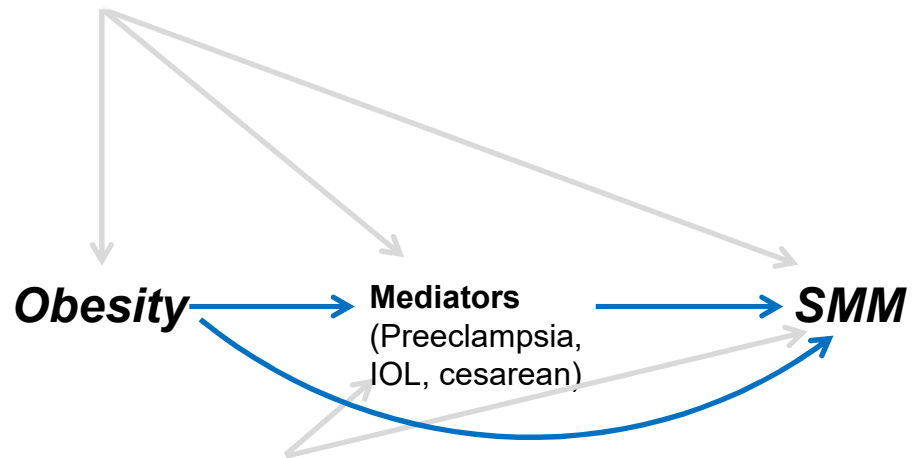 Obesity
Mediators
(Preeclampsia,
IOL, cesarean)
SMM